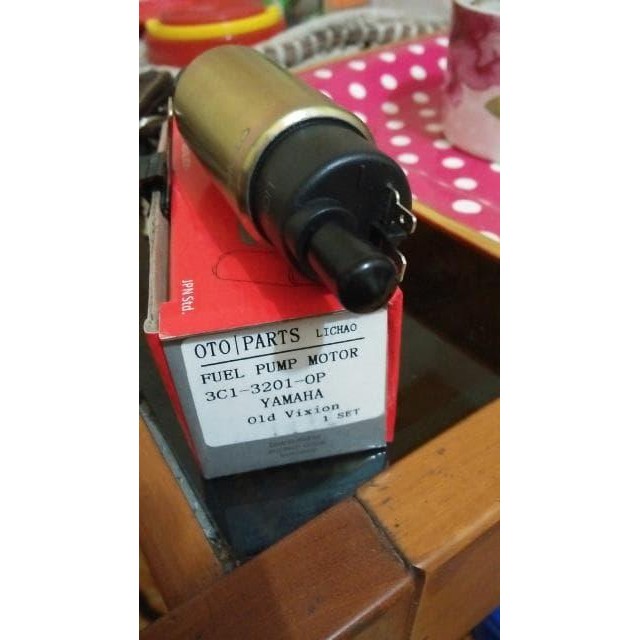 JPN Std.
OTO|PARTS LICHAO
FUEL PUMP MOTOR
3C1-3201-0P
YAMAHA
Old Vixion
1 SET